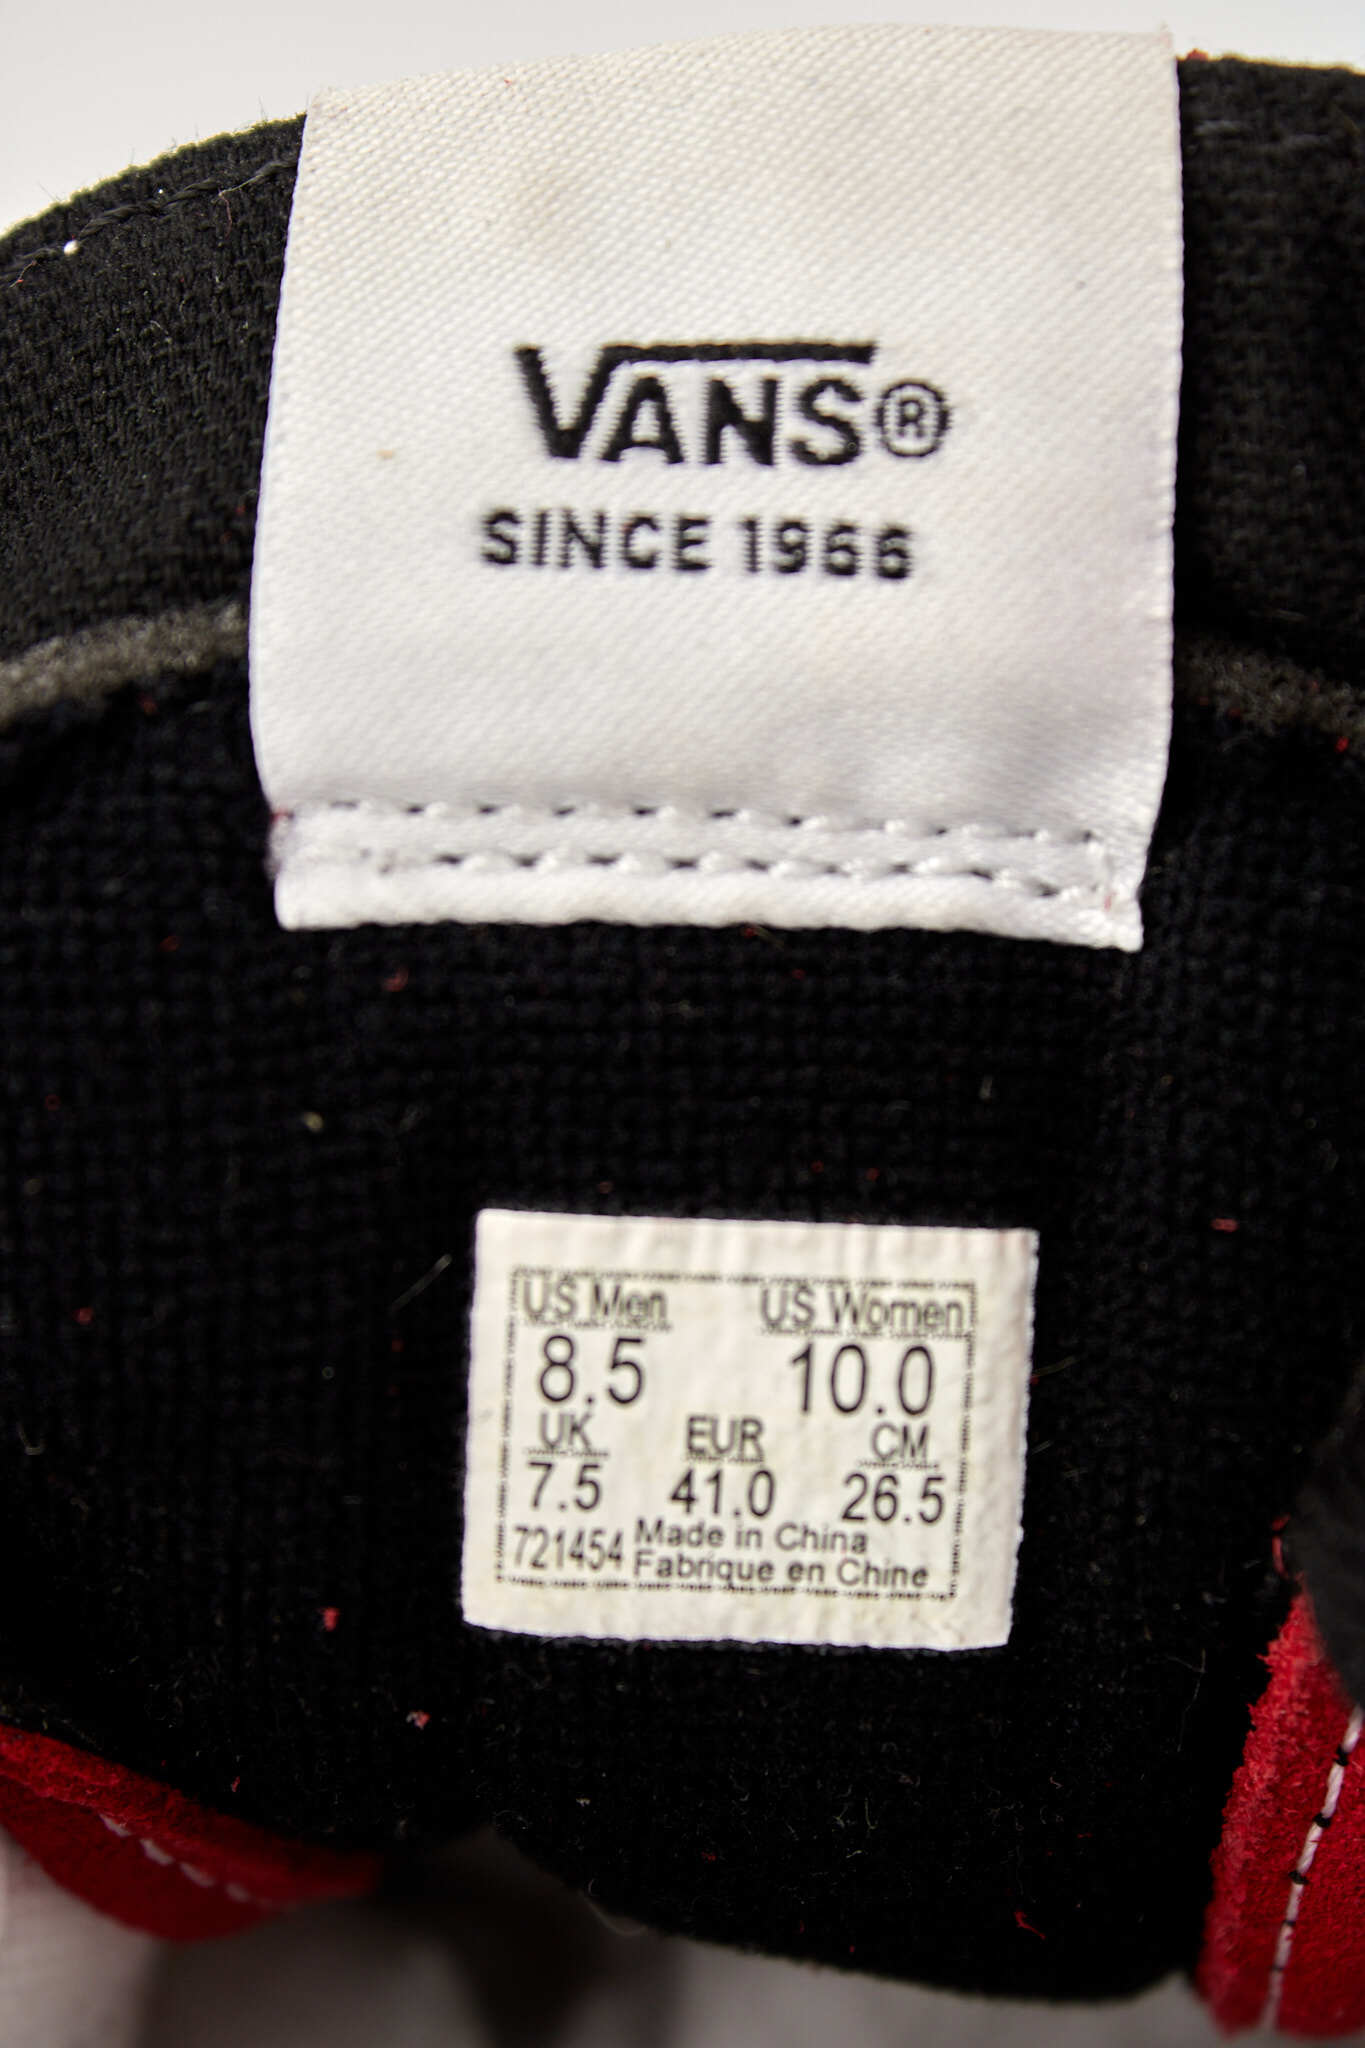 VANS®
SINCE 1966
US Men US Women
8.5 10.0
UK EUR CM
7.5 41.0 26.5
721454 Made in China
Fabrique en Chine